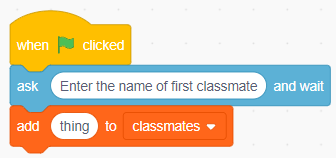 when clicked
ask Enter the name of first classmate and wait
add thing to classmates